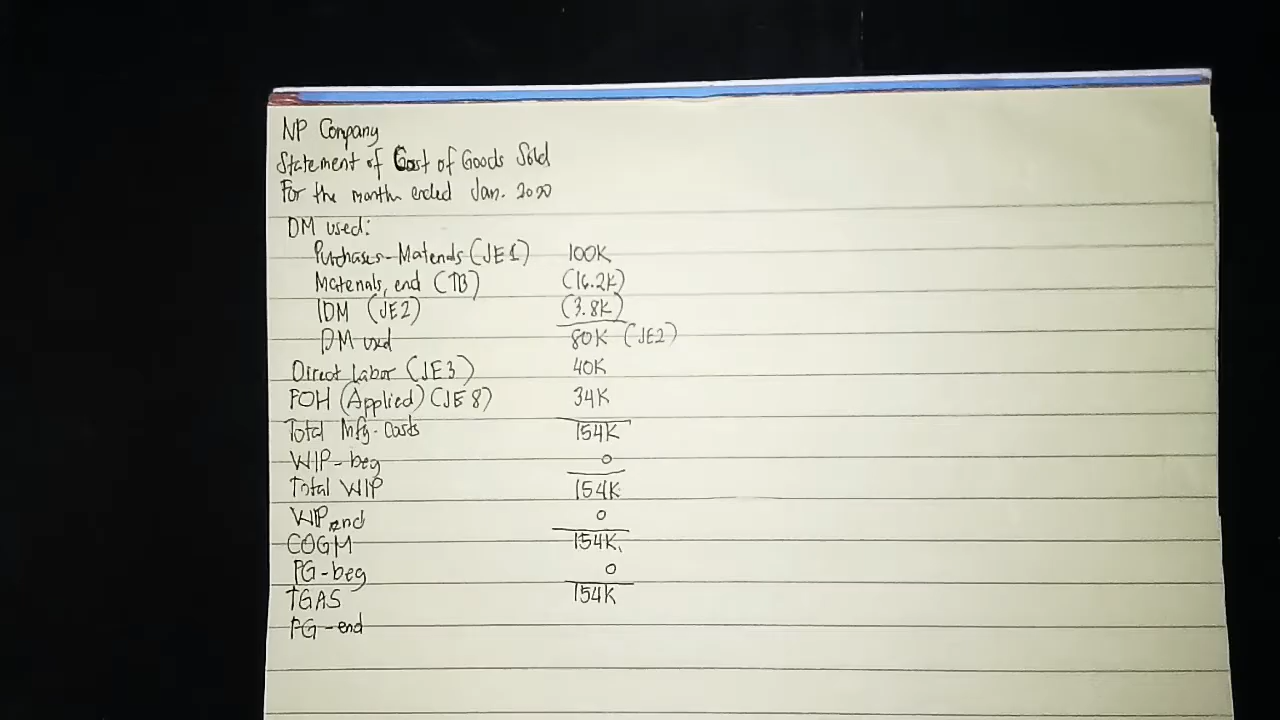 NP Company
Statement of Cost of Goods Sold
For the month ended Jan. 2020
DM used:
Purchases-Materials (JE1) 100K
Materials, end (TB) (16.2K)
IDM (JE2) (3.8K)
DM used 80K (JE2)
Direct labor (JE3) 40K
FOH (Applied) (JE8) 34K
Total Mfg. Costs 154K
WIP-beg 0
Total WIP 154K
WIP, end 0
COGM 154K
FG-beg 0
TGAS 154K
FG-end